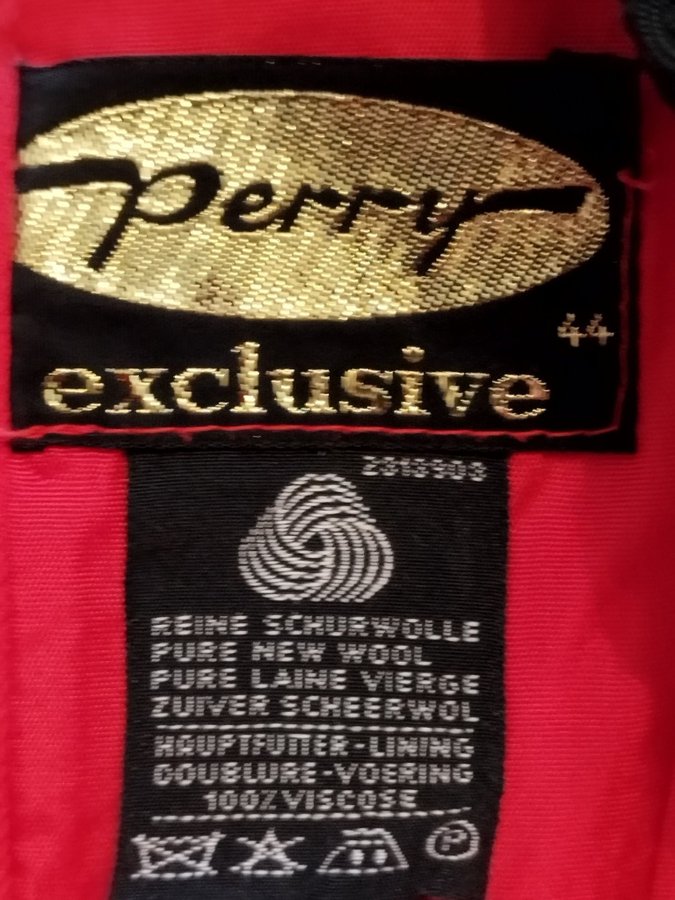 Perry
44
exclusive
2313903
REINE SCHURWOLLE
PURE NEW WOOL
PURE LAINE VIERGE
ZUIVER SCHEERWOL
HAUPTFUTTER-LINING
DOUBLURE-VOERING
100% VISCOSE
P